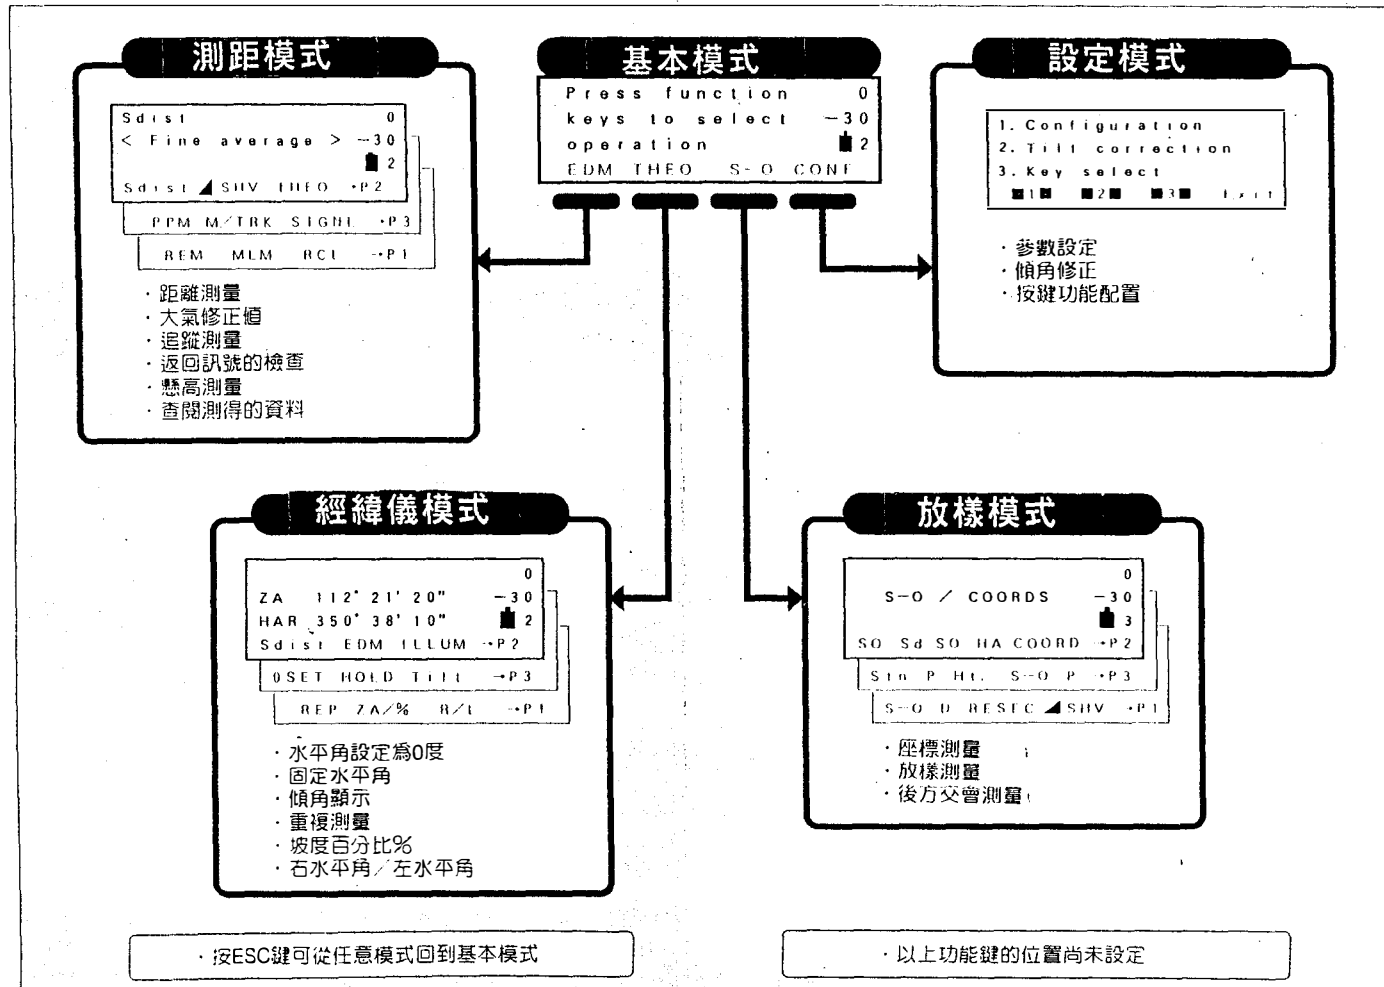 測距模式
Sdist 0
< Fine average > -30
2
Sdist ◢SHV THEO →P2
PPM M/TRK SIGNL →P3
REM MLM RCL →P1
・距離測量
・大氣修正值
・追蹤測量
・返回訊號的檢查
・懸高測量
・查閱測得的資料
基本模式
Press function 0
keys to select -30
operation 2
EDM THEO S-O CONF
設定模式
1. Configuration
2. Tilt correction
3. Key select
1 2 3 Exit
・參數設定
・傾角修正
・按鍵功能配置
經緯儀模式
0
ZA 112° 21' 20" -30
HAR 350° 38' 10" 2
Sdist EDM ILLUM →P2
0SET HOLD Tilt →P3
REP ZA/% R/L →P1
・水平角設定為0度
・固定水平角
・傾角顯示
・重複測量
・坡度百分比%
・右水平角/左水平角
放樣模式
0
S-O / COORDS -30
3
SO Sd SO HA COORD →P2
Stn P Ht. S-O P →P3
S-O D RESEC ◢SHV →P1
・座標測量
・放樣測量
・後方交會測量
・按ESC鍵可從任意模式回到基本模式
・以上功能鍵的位置尚未設定